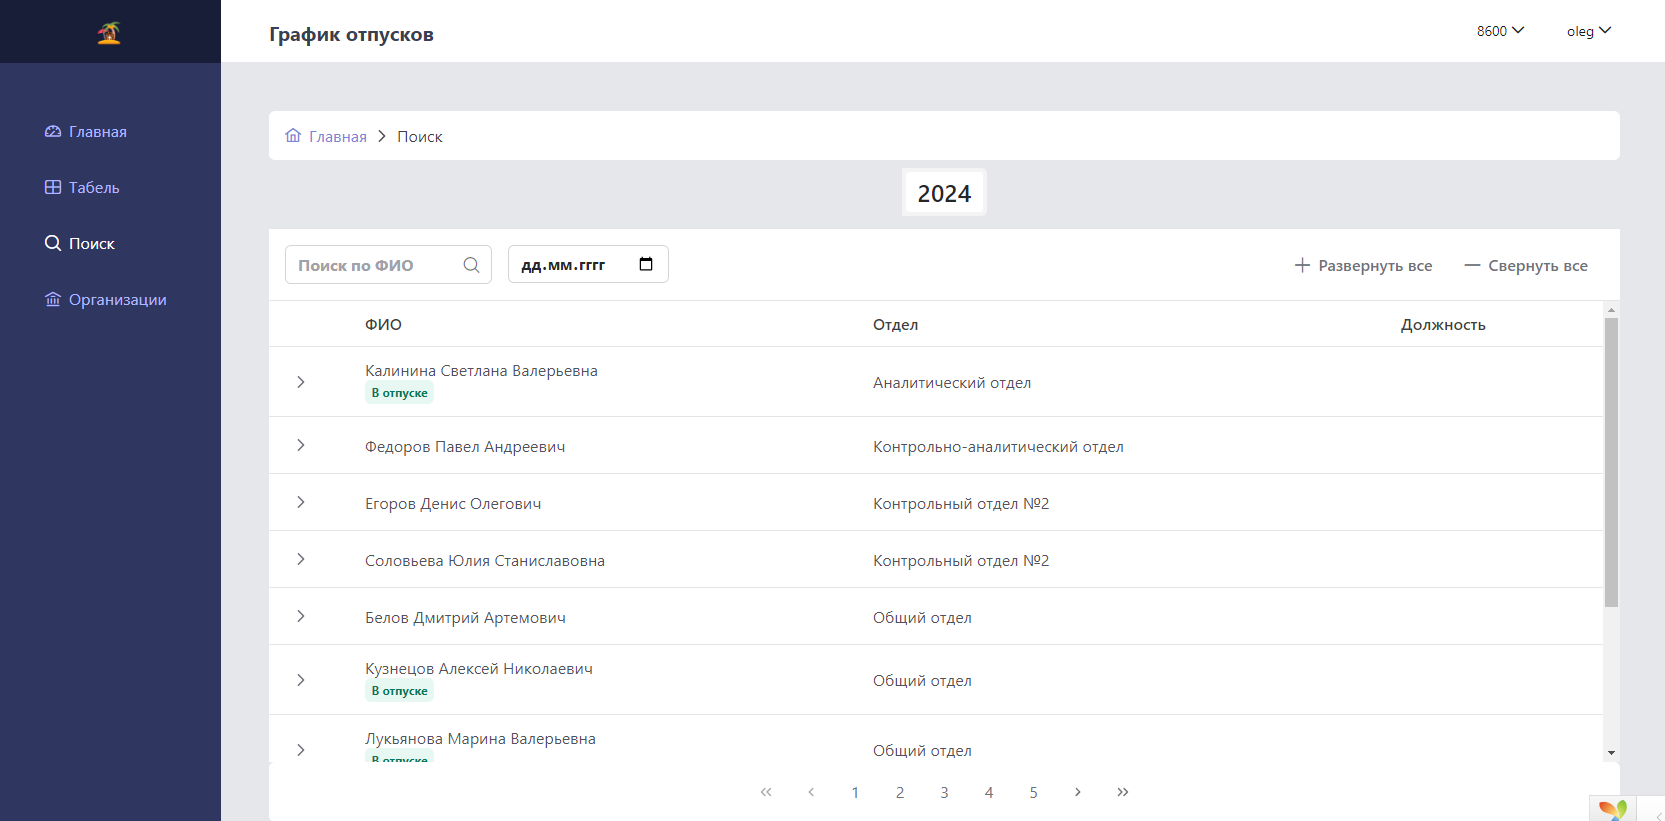 График отпусков
8600
oleg
Главная
Табель
Поиск
Организации
Главная Поиск
2024
Поиск по ФИО
дд.мм.гггг
Развернуть все
Свернуть все
ФИО Отдел Должность
Калинина Светлана Валерьевна
В отпуске
Аналитический отдел
Федоров Павел Андреевич Контрольно-аналитический отдел
Егоров Денис Олегович Контрольный отдел №2
Соловьева Юлия Станиславовна Контрольный отдел №2
Белов Дмитрий Артемович Общий отдел
Кузнецов Алексей Николаевич
В отпуске
Общий отдел
Лукьянова Марина Валерьевна
В отпуске
Общий отдел
« ‹ 1 2 3 4 5 › »